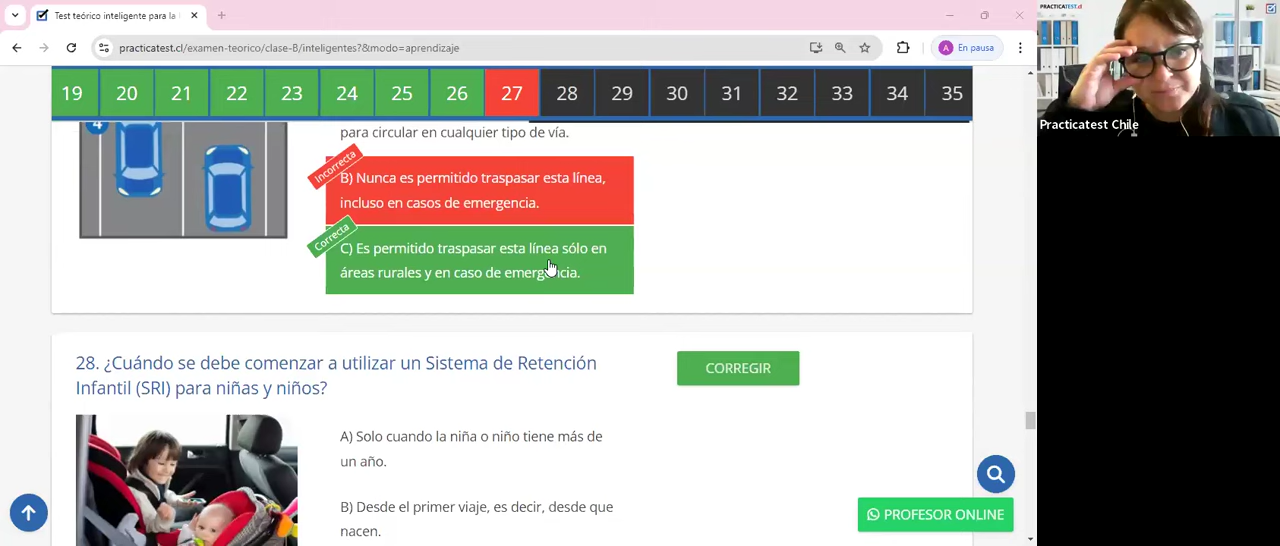 Test teórico inteligente para la
practicatest.cl/examen-teorico/clase-B/inteligentes?&modo=aprendizaje
A
En pausa
PRACTICATEST.CL
Practicatest Chile
19 20 21 22 23 24 25 26 27 28 29 30 31 32 33 34 35
4
para circular en cualquier tipo de vía.
Incorrecta
B) Nunca es permitido traspasar esta línea,
incluso en casos de emergencia.
Correcta
C) Es permitido traspasar esta línea sólo en
áreas rurales y en caso de emergencia.
28. ¿Cuándo se debe comenzar a utilizar un Sistema de Retención
Infantil (SRI) para niñas y niños?
CORREGIR
A) Solo cuando la niña o niño tiene más de
un año.
B) Desde el primer viaje, es decir, desde que
nacen.
PROFESOR ONLINE